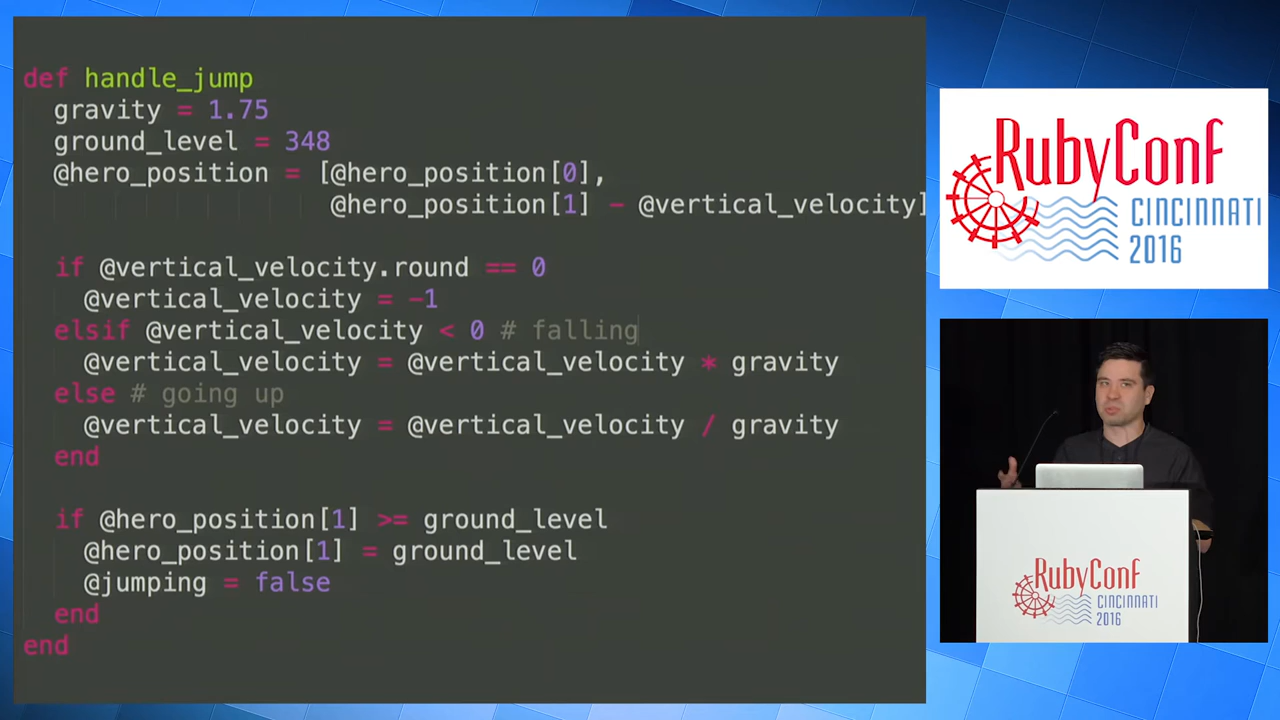 def handle_jump
  gravity = 1.75
  ground_level = 348
  @hero_position = [@hero_position[0],
                    @hero_position[1] - @vertical_velocity]

  if @vertical_velocity.round == 0
    @vertical_velocity = -1
  elsif @vertical_velocity < 0 # falling
    @vertical_velocity = @vertical_velocity * gravity
  else # going up
    @vertical_velocity = @vertical_velocity / gravity
  end

  if @hero_position[1] >= ground_level
    @hero_position[1] = ground_level
    @jumping = false
  end
end
RubyConf
CINCINNATI
2016
RubyConf
CINCINNATI
2016